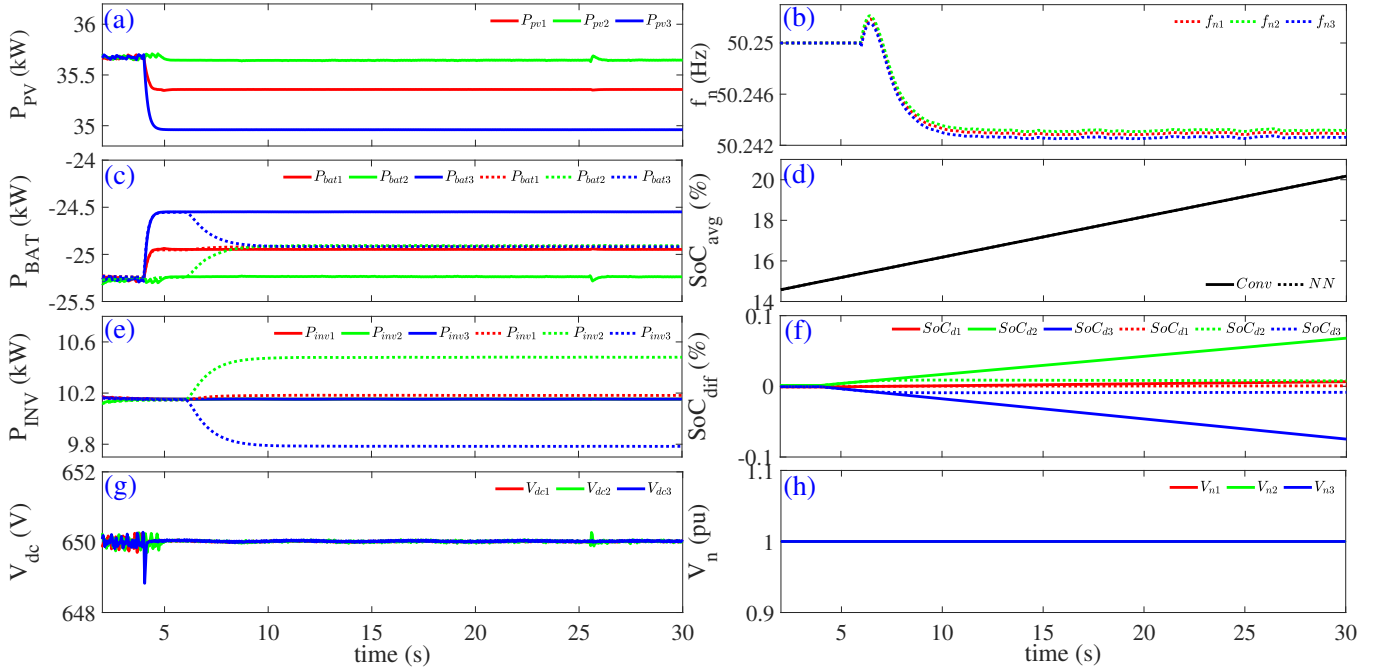 (a)
P_pv1 P_pv2 P_pv3
P_PV (kW)
36
35.5
35
(b)
f_n1 f_n2 f_n3
f_n (Hz)
50.25
50.246
50.242
(c)
P_bat1 P_bat2 P_bat3 P_bat1 P_bat2 P_bat3
P_BAT (kW)
-24
-24.5
-25
-25.5
(d)
SoC_avg (%)
20
18
16
14
Conv NN
(e)
P_inv1 P_inv2 P_inv3 P_inv1 P_inv2 P_inv3
P_INV (kW)
10.6
10.2
9.8
(f)
SoC_d1 SoC_d2 SoC_d3 SoC_d1 SoC_d2 SoC_d3
SoC_dif (%)
0.1
0
-0.1
(g)
V_dc1 V_dc2 V_dc3
V_dc (V)
652
650
648
5 10 15 20 25 30
time (s)
(h)
V_n1 V_n2 V_n3
V_n (pu)
1.1
1
0.9
5 10 15 20 25 30
time (s)